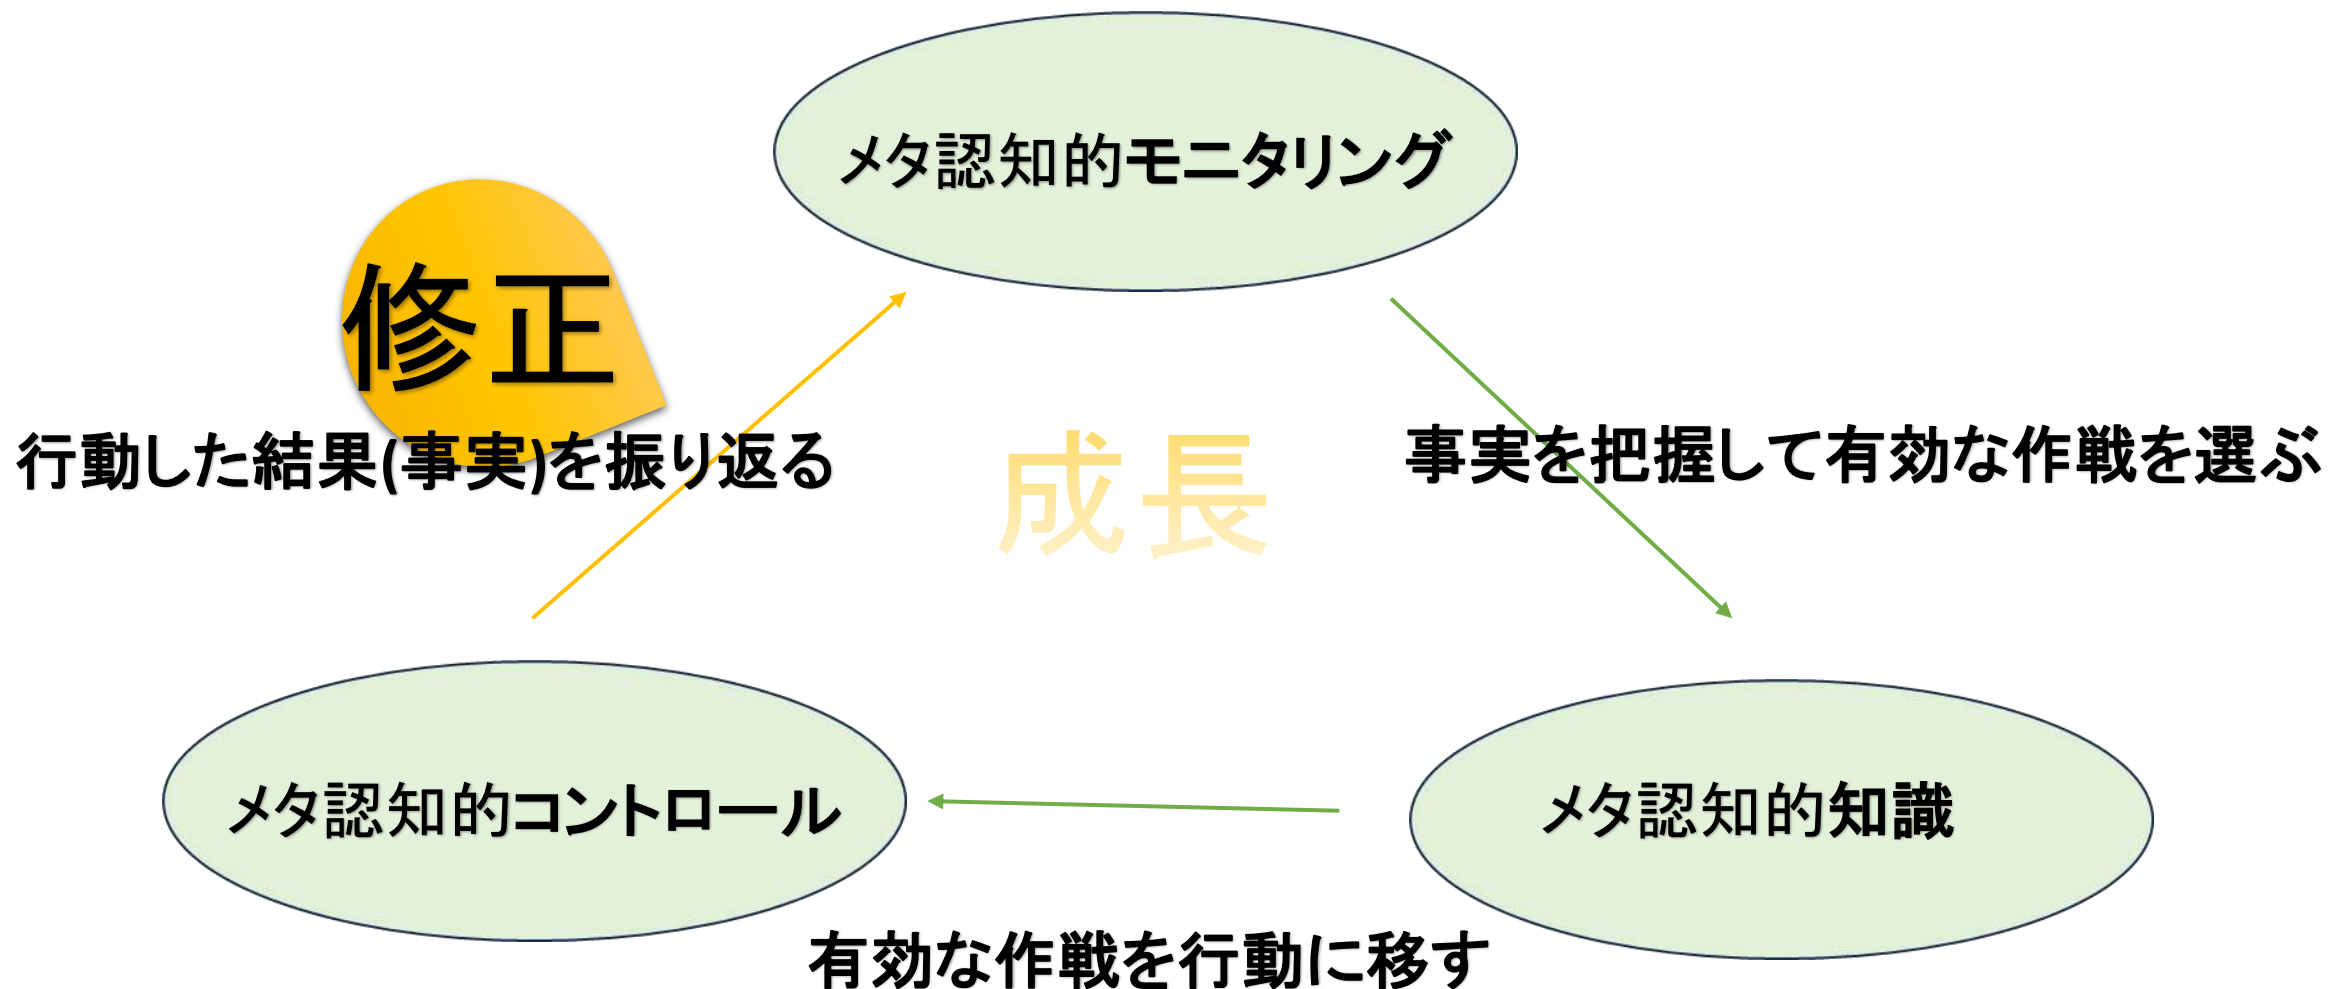 メタ認知的モニタリング
修正
行動した結果(事実)を振り返る
成長
事実を把握して有効な作戦を選ぶ
メタ認知的コントロール
メタ認知的知識
有効な作戦を行動に移す